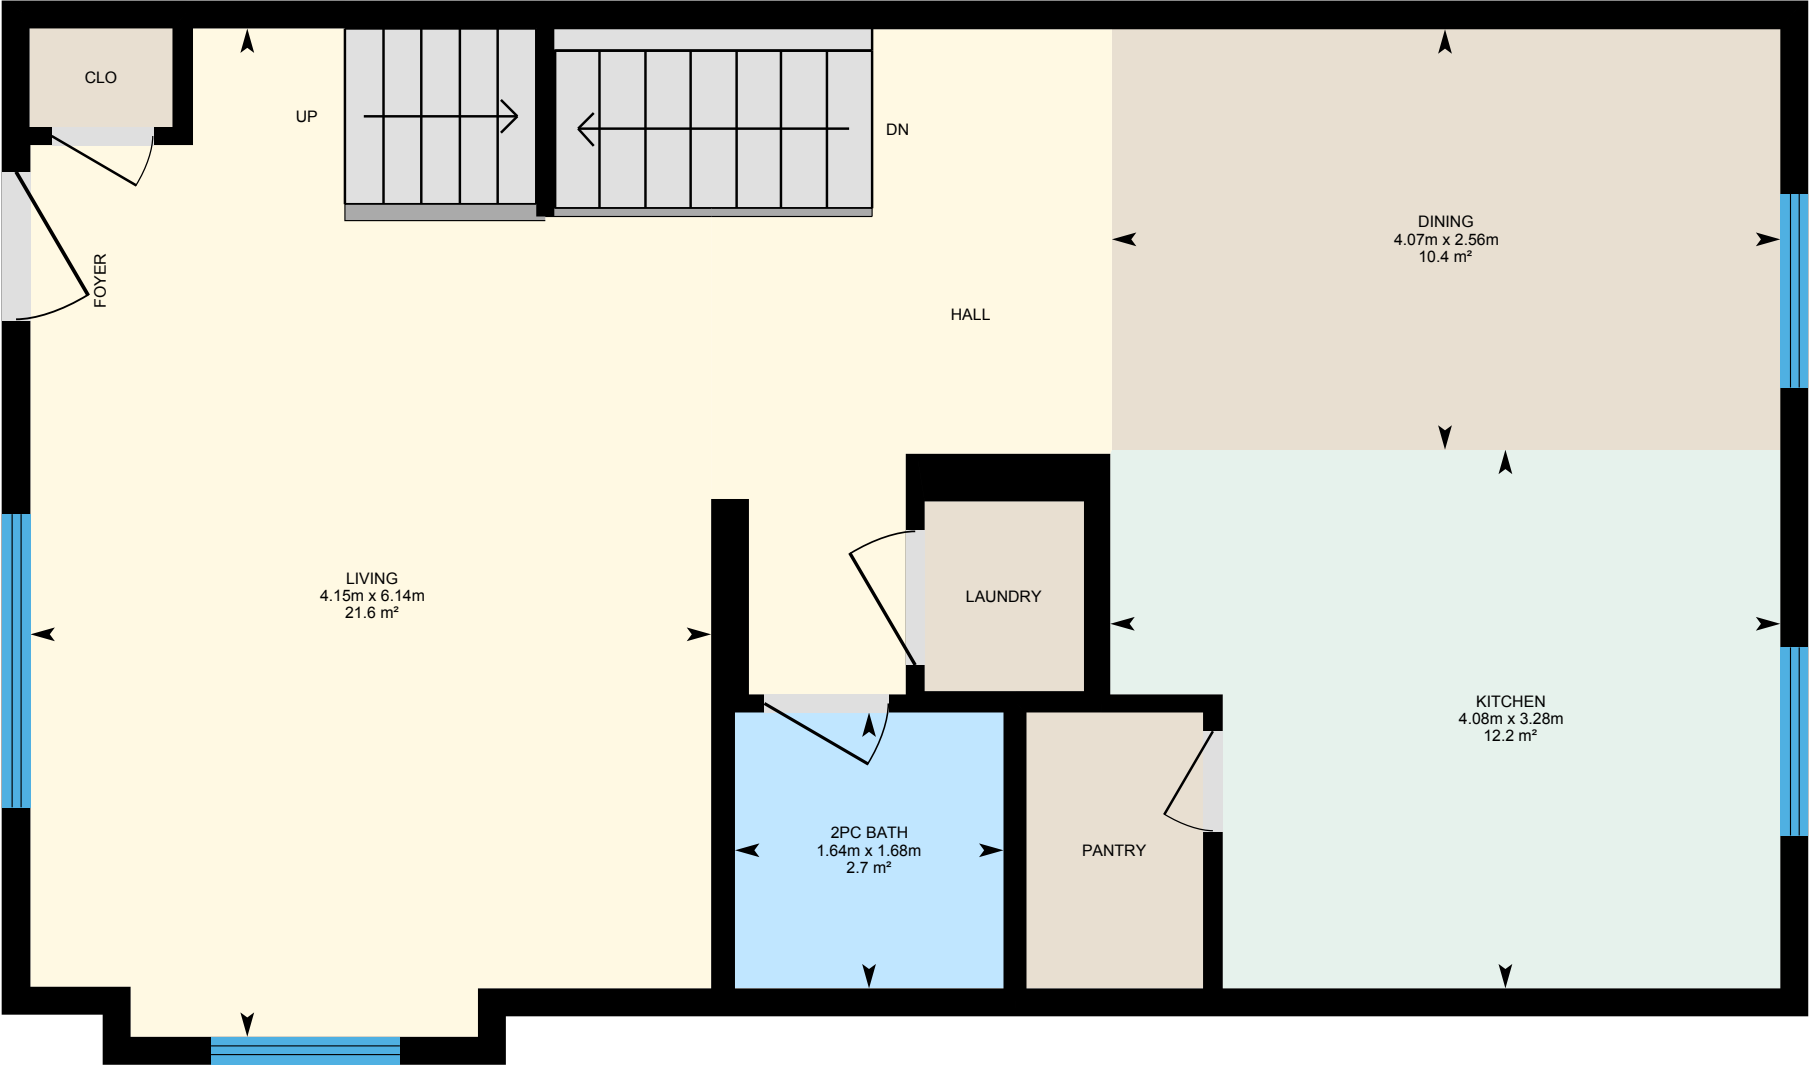 CLO
UP
DN
FOYER
DINING
4.07m x 2.56m
10.4 m²
HALL
LIVING
4.15m x 6.14m
21.6 m²
LAUNDRY
KITCHEN
4.08m x 3.28m
12.2 m²
2PC BATH
1.64m x 1.68m
2.7 m²
PANTRY